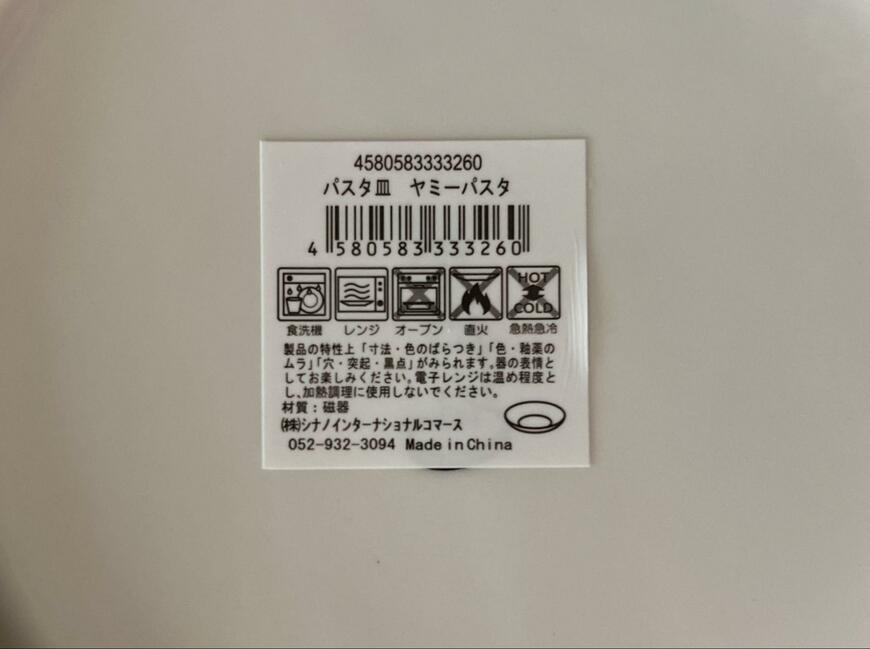 4580583333260
パスタ皿　ヤミーパスタ
4 580583 333260
HOT
COLD
食洗機 レンジ オーブン 直火 急熱急冷
製品の特性上「寸法・色のばらつき」「色・釉薬の
ムラ」「穴・突起・黒点」がみられます。器の表情と
してお楽しみください。電子レンジは温め程度と
し、加熱調理に使用しないでください。
材質：磁器
㈱シナノインターナショナルコマース
052-932-3094 Made in China